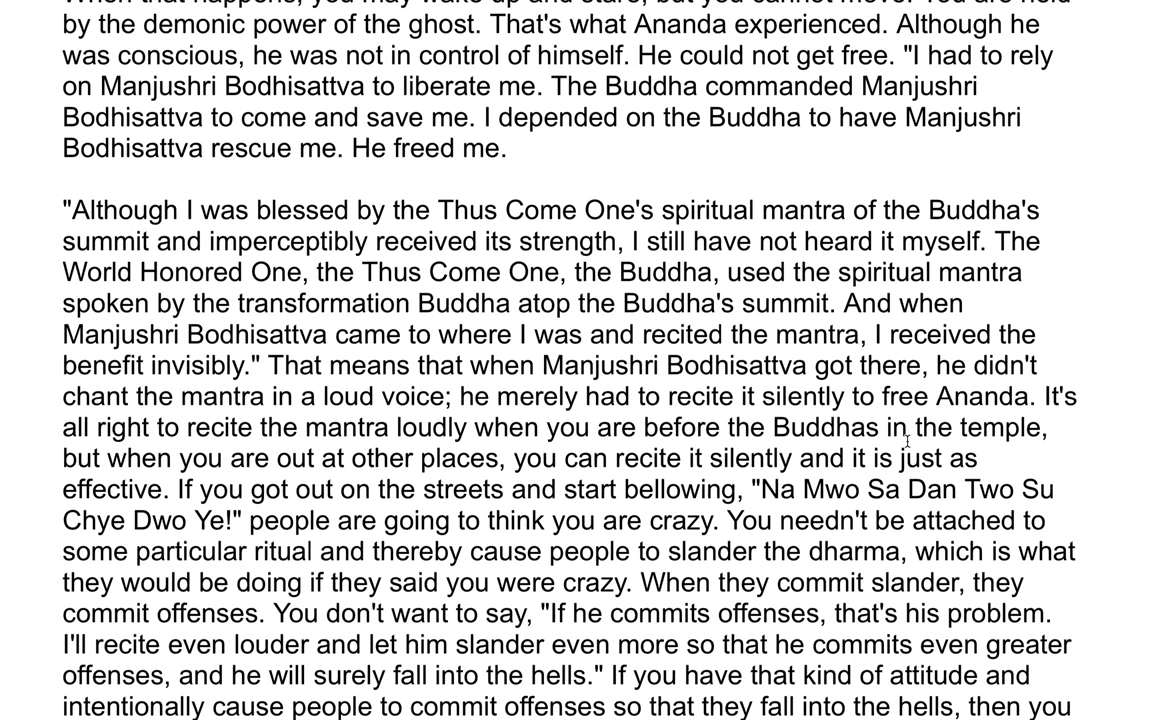 When that happens, you may wake up and stare, but you cannot move. You are held
by the demonic power of the ghost. That's what Ananda experienced. Although he
was conscious, he was not in control of himself. He could not get free. "I had to rely
on Manjushri Bodhisattva to liberate me. The Buddha commanded Manjushri
Bodhisattva to come and save me. I depended on the Buddha to have Manjushri
Bodhisattva rescue me. He freed me.
"Although I was blessed by the Thus Come One's spiritual mantra of the Buddha's
summit and imperceptibly received its strength, I still have not heard it myself. The
World Honored One, the Thus Come One, the Buddha, used the spiritual mantra
spoken by the transformation Buddha atop the Buddha's summit. And when
Manjushri Bodhisattva came to where I was and recited the mantra, I received the
benefit invisibly." That means that when Manjushri Bodhisattva got there, he didn't
chant the mantra in a loud voice; he merely had to recite it silently to free Ananda. It's
all right to recite the mantra loudly when you are before the Buddhas in the temple,
but when you are out at other places, you can recite it silently and it is just as
effective. If you got out on the streets and start bellowing, "Na Mwo Sa Dan Two Su
Chye Dwo Ye!" people are going to think you are crazy. You needn't be attached to
some particular ritual and thereby cause people to slander the dharma, which is what
they would be doing if they said you were crazy. When they commit slander, they
commit offenses. You don't want to say, "If he commits offenses, that's his problem.
I'll recite even louder and let him slander even more so that he commits even greater
offenses, and he will surely fall into the hells." If you have that kind of attitude and
intentionally cause people to commit offenses so that they fall into the hells, then you